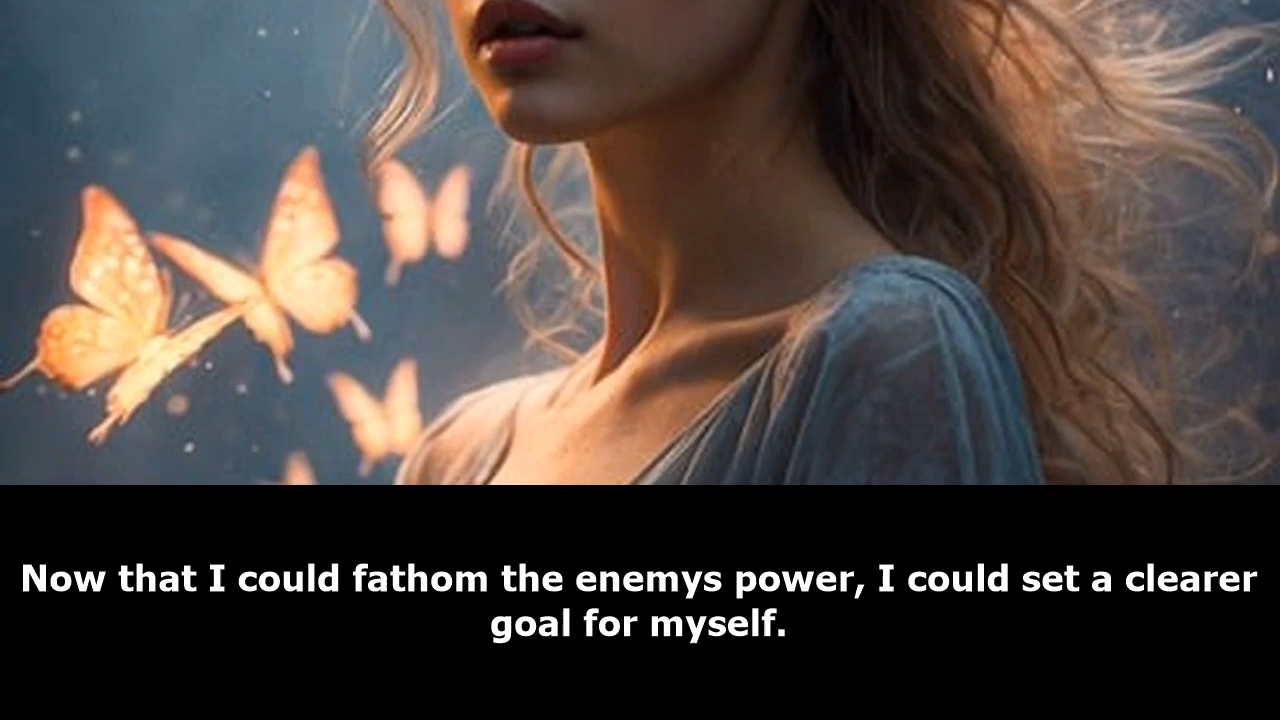 Now that I could fathom the enemys power, I could set a clearer
goal for myself.